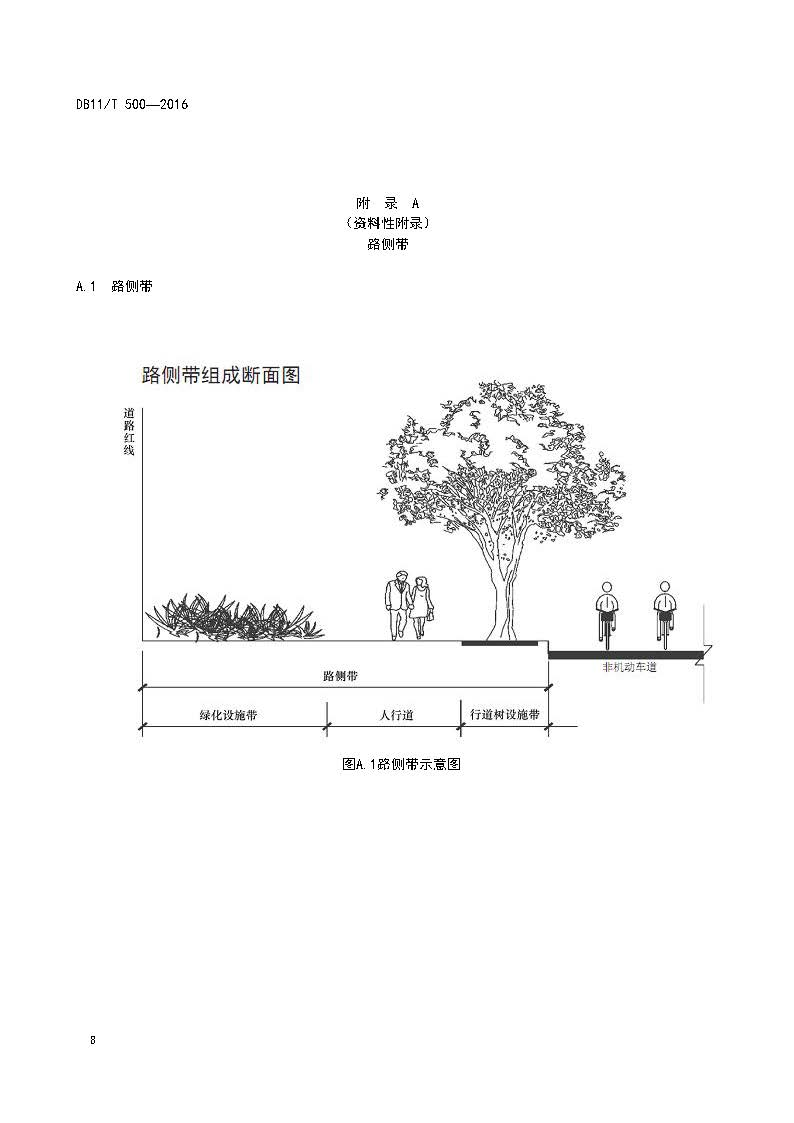 DB11/T 500—2016
附 录 A
（资料性附录）
路侧带
A.1 路侧带
路侧带组成断面图
道路红线
非机动车道
路侧带
绿化设施带 人行道 行道树设施带
图A.1路侧带示意图
8